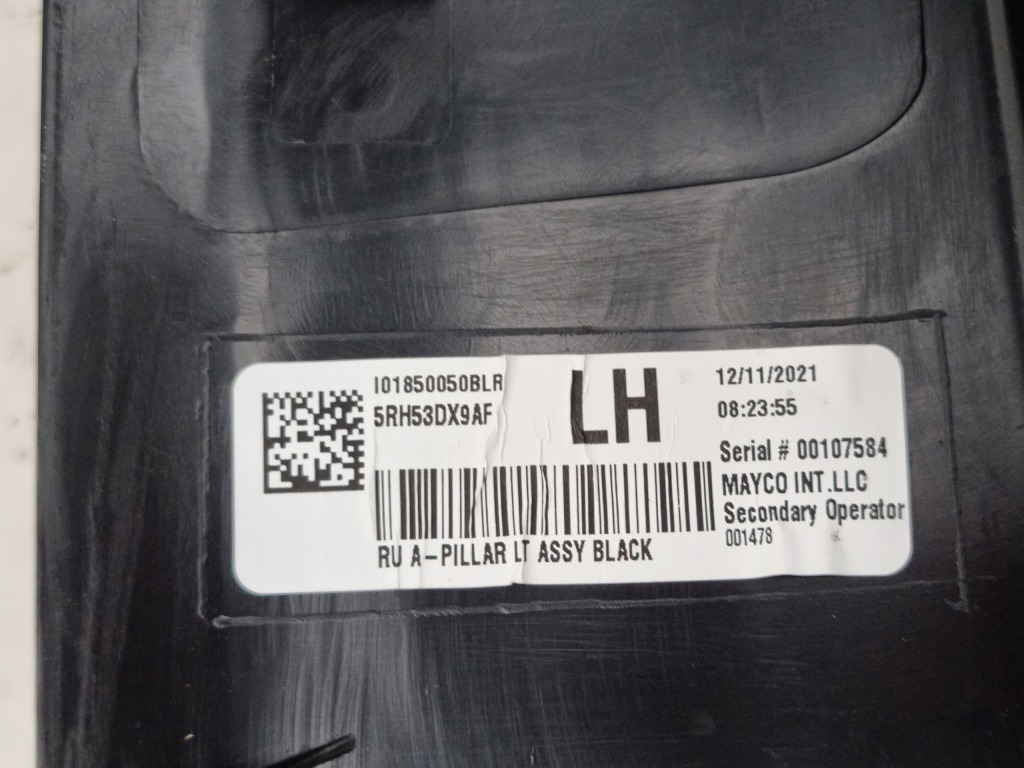 I01850050BLR
5RH53DX9AF
LH
12/11/2021
08:23:55
Serial # 00107584
MAYCO INT.LLC
Secondary Operator
001478
RU A-PILLAR LT ASSY BLACK